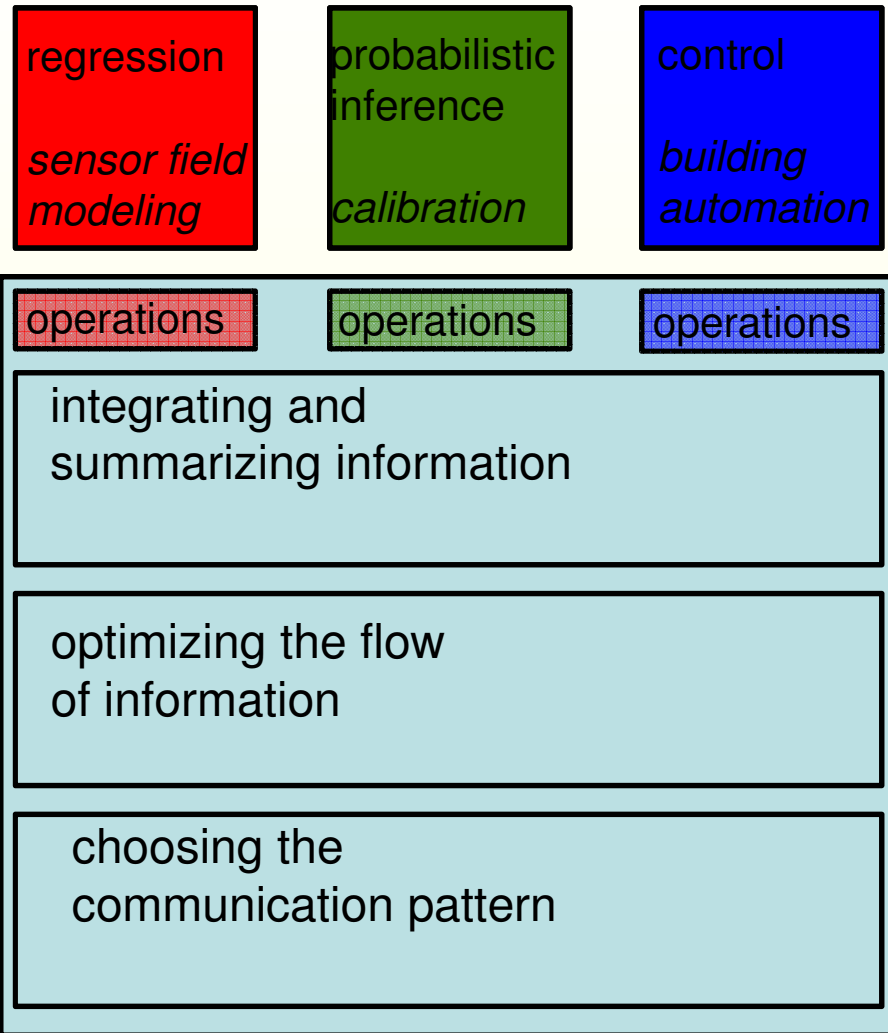 regression
sensor field
modeling
probabilistic
inference
calibration
control
building
automation
operations
operations
operations
integrating and
summarizing information
optimizing the flow
of information
choosing the
communication pattern